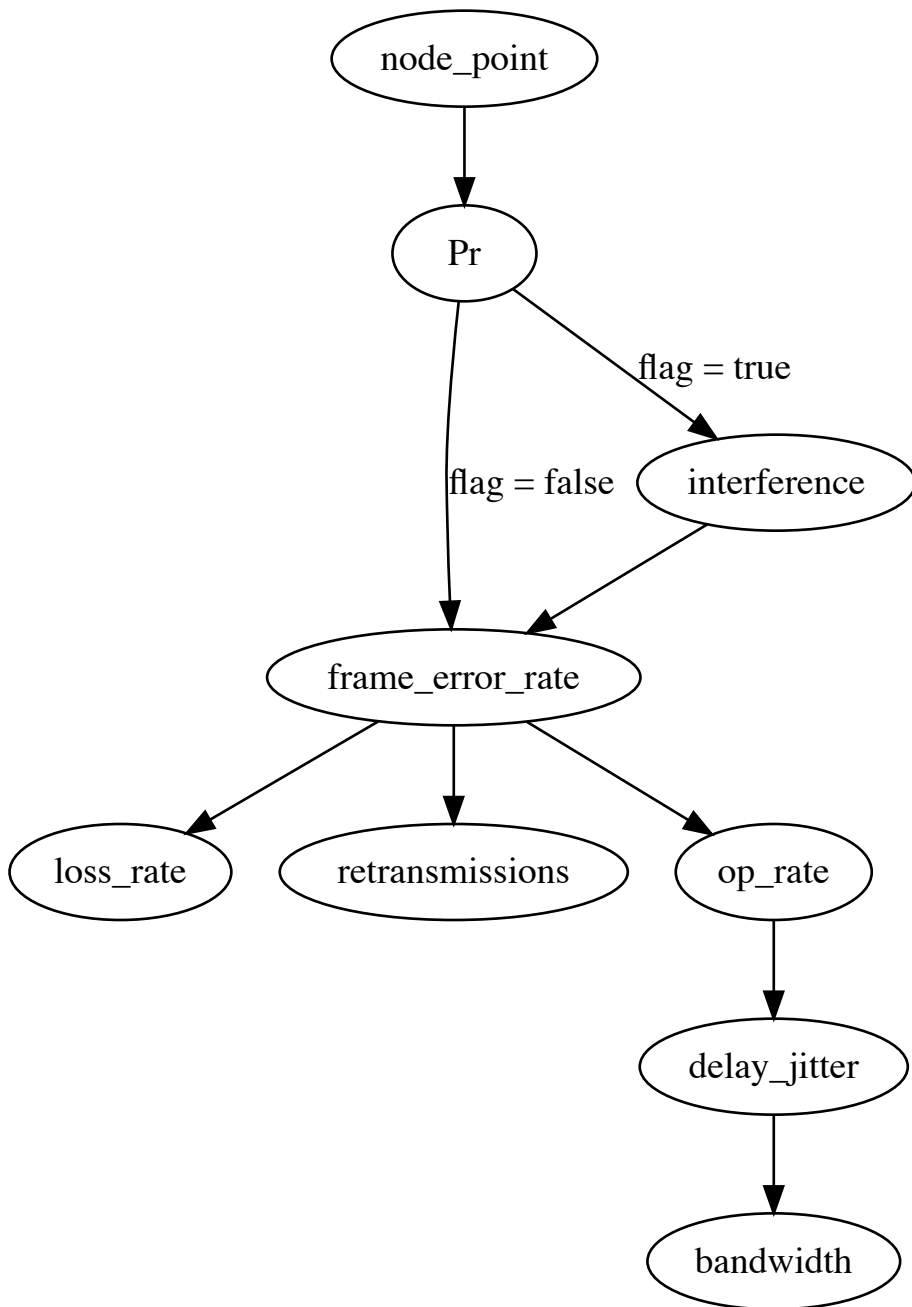 node_point
Pr
flag = true
flag = false
interference
frame_error_rate
loss_rate
retransmissions
op_rate
delay_jitter
bandwidth